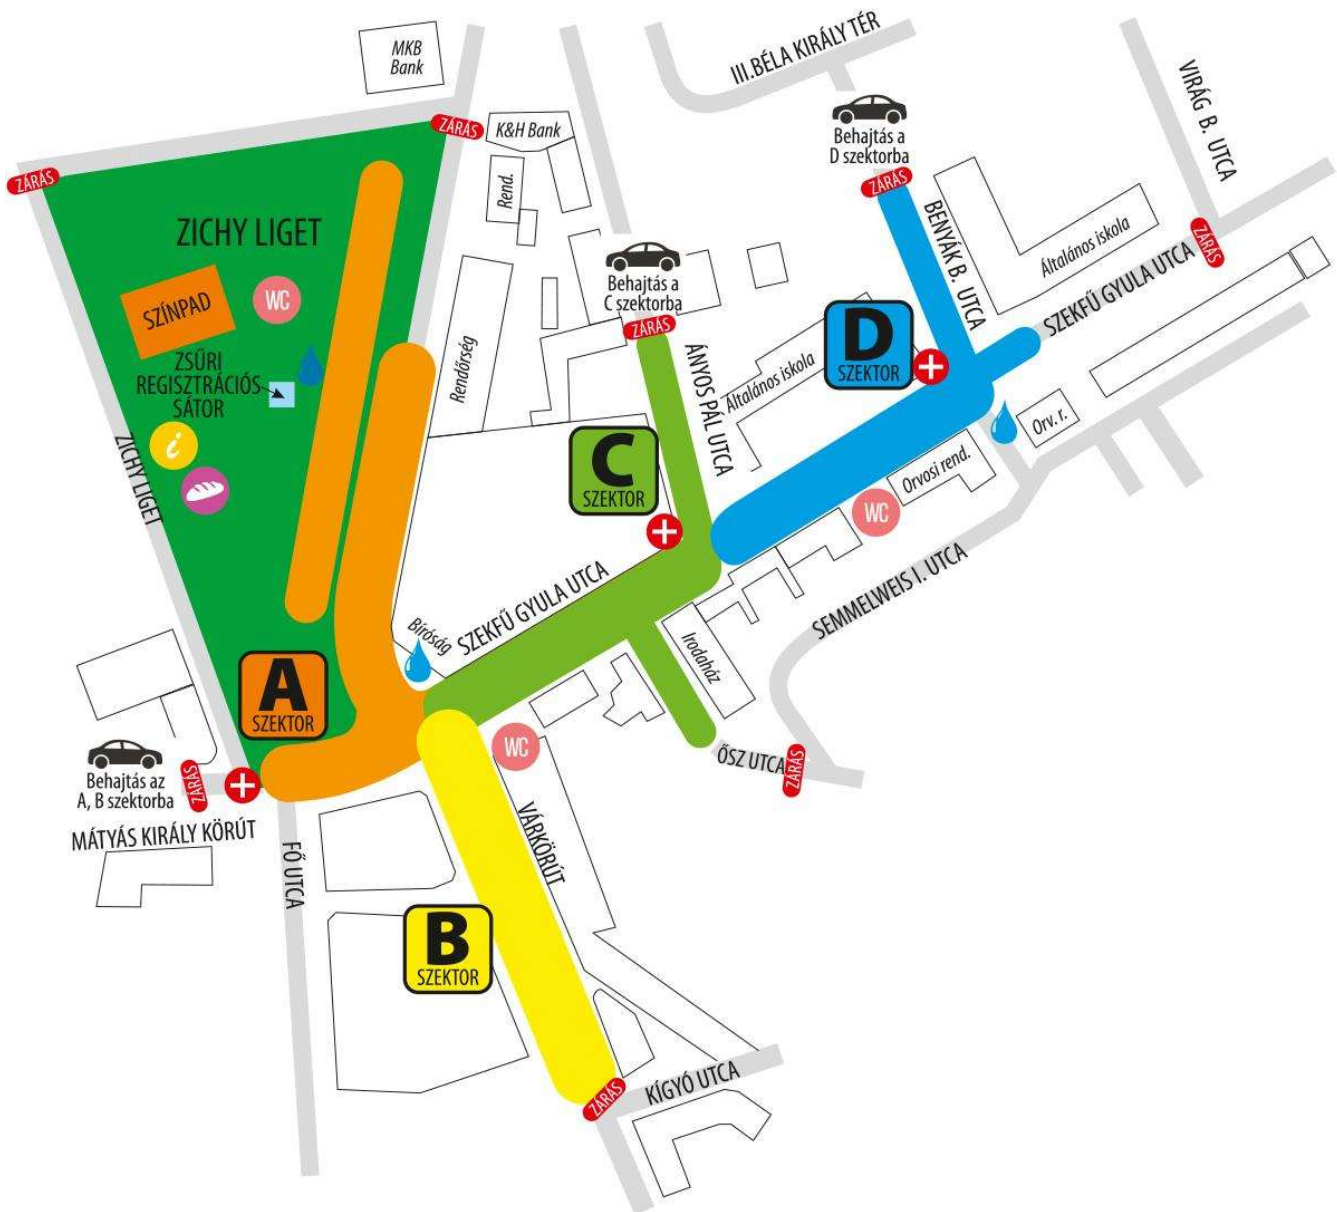 III.BÉLA KIRÁLY TÉR
MKB
Bank
VIRÁG B. UTCA
ZÁRÁS
K&H Bank
Behajtás a
D szektorba
ZÁRÁS
ZÁRÁS
Rend.
BENYÁK B. UTCA
ZICHY LIGET
Általános iskola
ZÁRÁS
Behajtás a
C szektorba
SZEKFŰ GYULA UTCA
SZÍNPAD
WC
ZÁRÁS
D
SZEKTOR
ZSŰRI
REGISZTRÁCIÓS
SÁTOR
Rendőrség
ÁNYOS PÁL UTCA
Általános iskola
Orv. r.
i
ZICHY LIGET
C
SZEKTOR
Orvosi rend.
WC
SZEKFŰ GYULA UTCA
SEMMELWEIS I. UTCA
Bíróság
Irodaház
A
SZEKTOR
WC
ŐSZ UTCA
ZÁRÁS
Behajtás az
A, B szektorba
ZÁRÁS
MÁTYÁS KIRÁLY KÖRÚT
FŐ UTCA
VÁRKÖRÚT
B
SZEKTOR
ZÁRÁS
KÍGYÓ UTCA